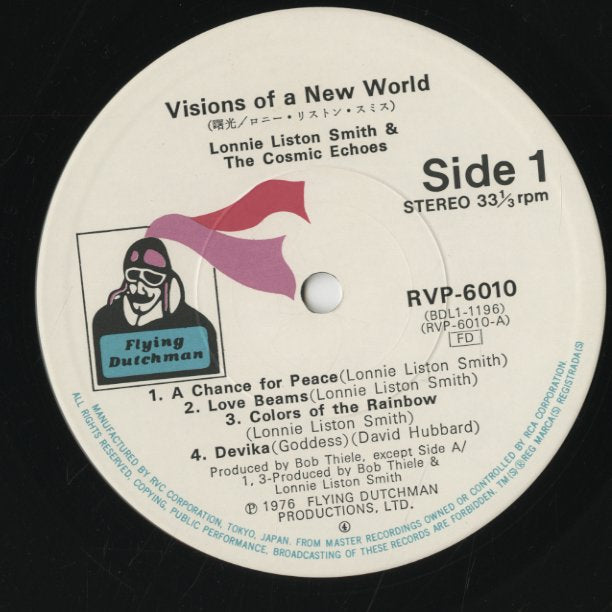 Visions of a New World
(曙光/ロニー・リストン・スミス)
Lonnie Liston Smith &
The Cosmic Echoes
Side 1
STEREO 33⅓ rpm
RVP-6010
(BDL1-1196)
(RVP-6010-A)
FD
Flying
Dutchman
1. A Chance for Peace(Lonnie Liston Smith)
2. Love Beams(Lonnie Liston Smith)
3. Colors of the Rainbow
(Lonnie Liston Smith)
4. Devika(Goddess)(David Hubbard)
Produced by Bob Thiele, except Side A/
1, 3-Produced by Bob Thiele &
Lonnie Liston Smith
Ⓟ 1976 FLYING DUTCHMAN
PRODUCTIONS, LTD.
MANUFACTURED BY RVC CORPORATION, TOKYO, JAPAN. FROM MASTER RECORDINGS OWNED OR CONTROLLED BY RCA CORPORATION.
ALL RIGHTS RESERVED, COPYING, PUBLIC PERFORMANCE, BROADCASTING OF THESE RECORDS ARE FORBIDDEN. TM(S)®REG MARCA(S) REGISTRADA(S)